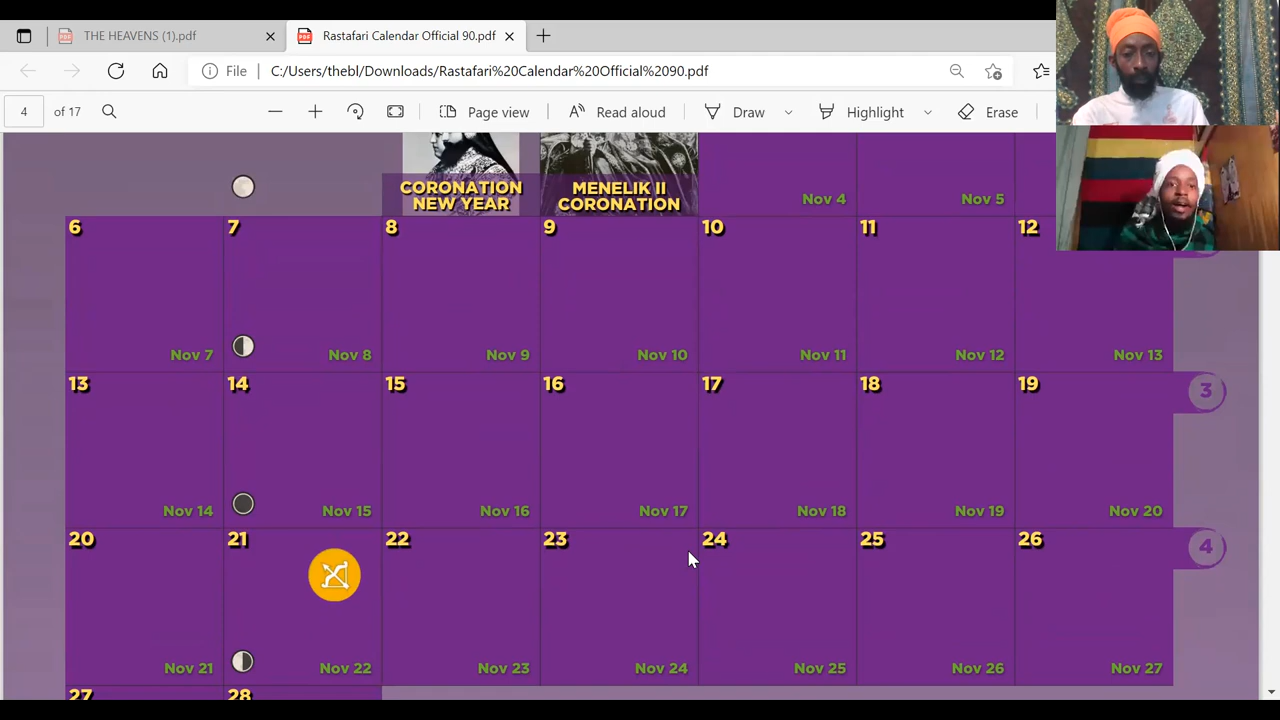 THE HEAVENS (1).pdf
Rastafari Calendar Official 90.pdf
File
C:/Users/thebl/Downloads/Rastafari%20Calendar%20Official%2090.pdf
4
of 17
Page view
Read aloud
Draw
Highlight
Erase
CORONATION
NEW YEAR
MENELIK II
CORONATION
Nov 4
Nov 5
6
7
8
9
10
11
12
Nov 7
Nov 8
Nov 9
Nov 10
Nov 11
Nov 12
Nov 13
13
14
15
16
17
18
19
3
Nov 14
Nov 15
Nov 16
Nov 17
Nov 18
Nov 19
Nov 20
20
21
22
23
24
25
26
4
Nov 21
Nov 22
Nov 23
Nov 24
Nov 25
Nov 26
Nov 27
27
28